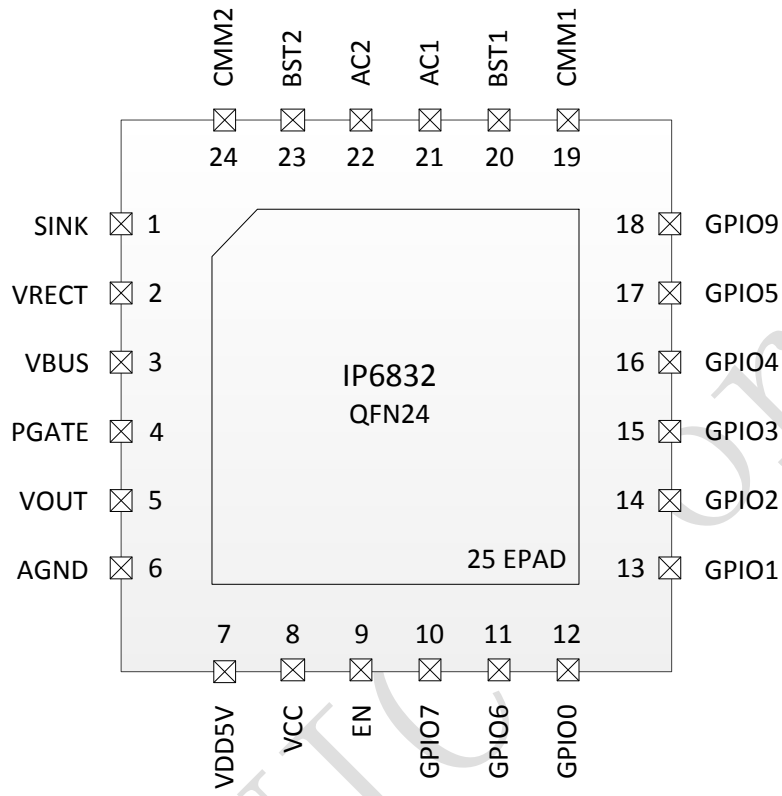 CMM2 BST2 AC2 AC1 BST1 CMM1
24 23 22 21 20 19
SINK 1 18 GPIO9
VRECT 2 17 GPIO5
VBUS 3 16 GPIO4
IP6832
PGATE 4 QFN24 15 GPIO3
VOUT 5 14 GPIO2
AGND 6 25 EPAD 13 GPIO1
7 8 9 10 11 12
VDD5V VCC EN GPIO7 GPIO6 GPIO0